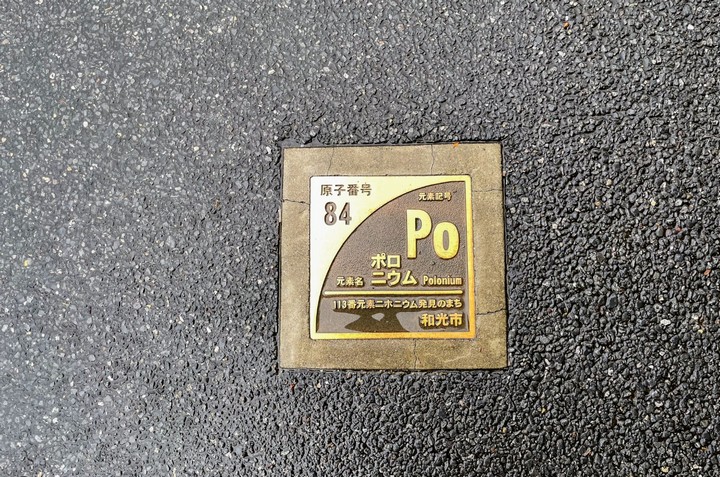 原子番号
84
元素記号
Po
ポロ
元素名 ニウム Polonium
113番元素ニホニウム発見のまち
和光市